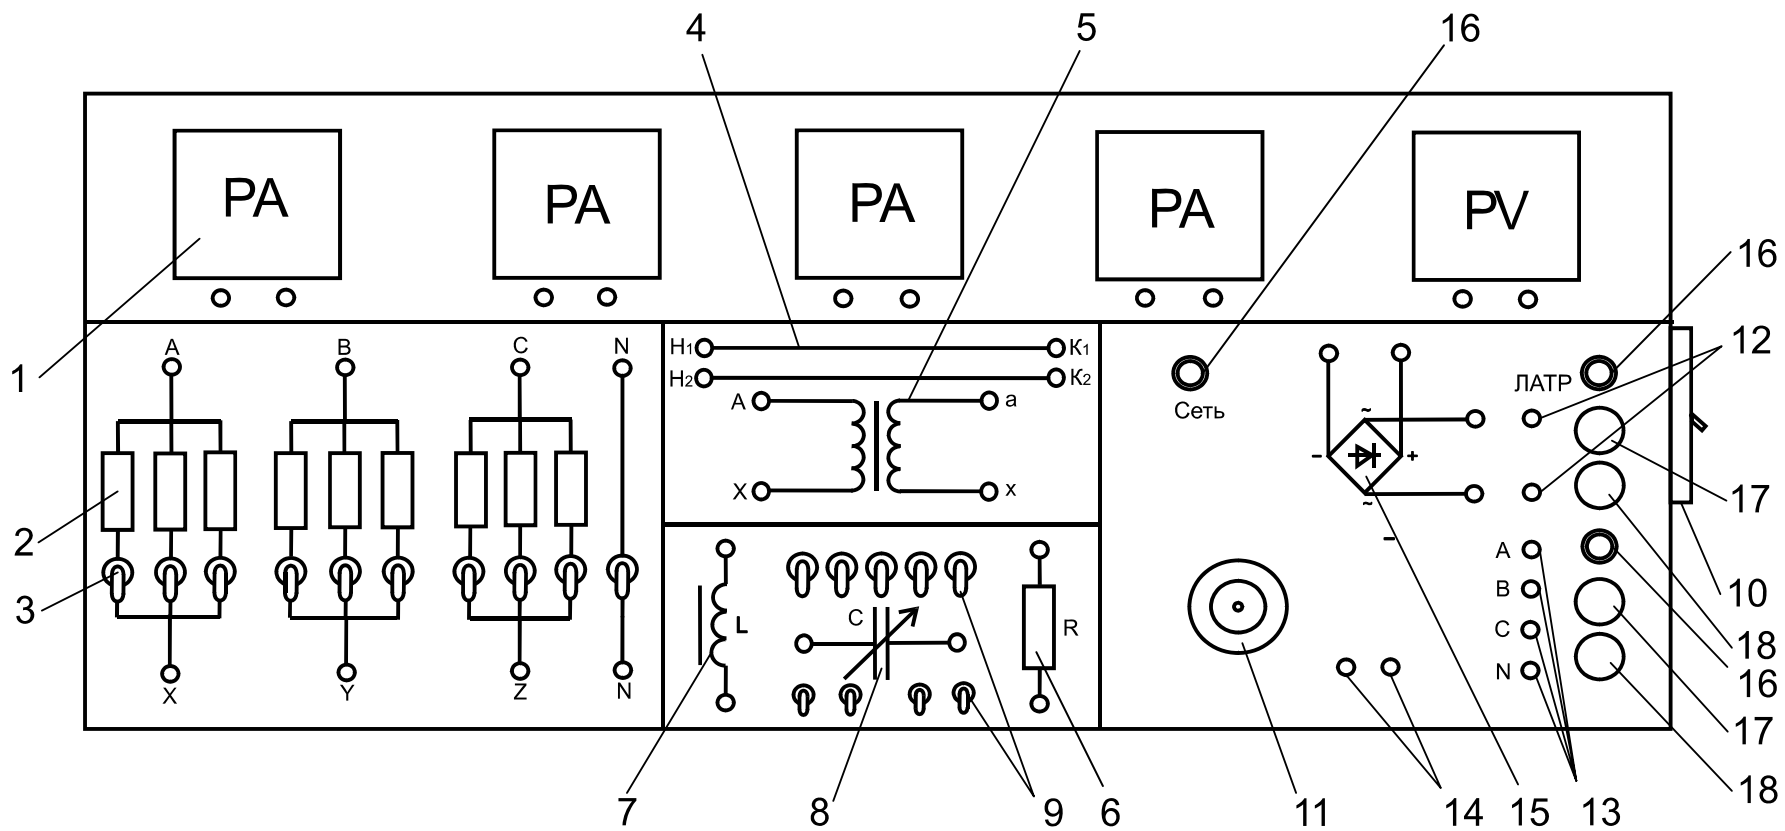 4 5 16
PA PA PA PA PV
16
1
A B C N
H1 K1
H2 K2
A a
X x
Сеть
ЛАТР
12
~
- +
~
-
17
2
3
L
C
R
A
B
C
N
10
18
16
17
18
X Y Z N
7 8 9 6 11 14 15 13